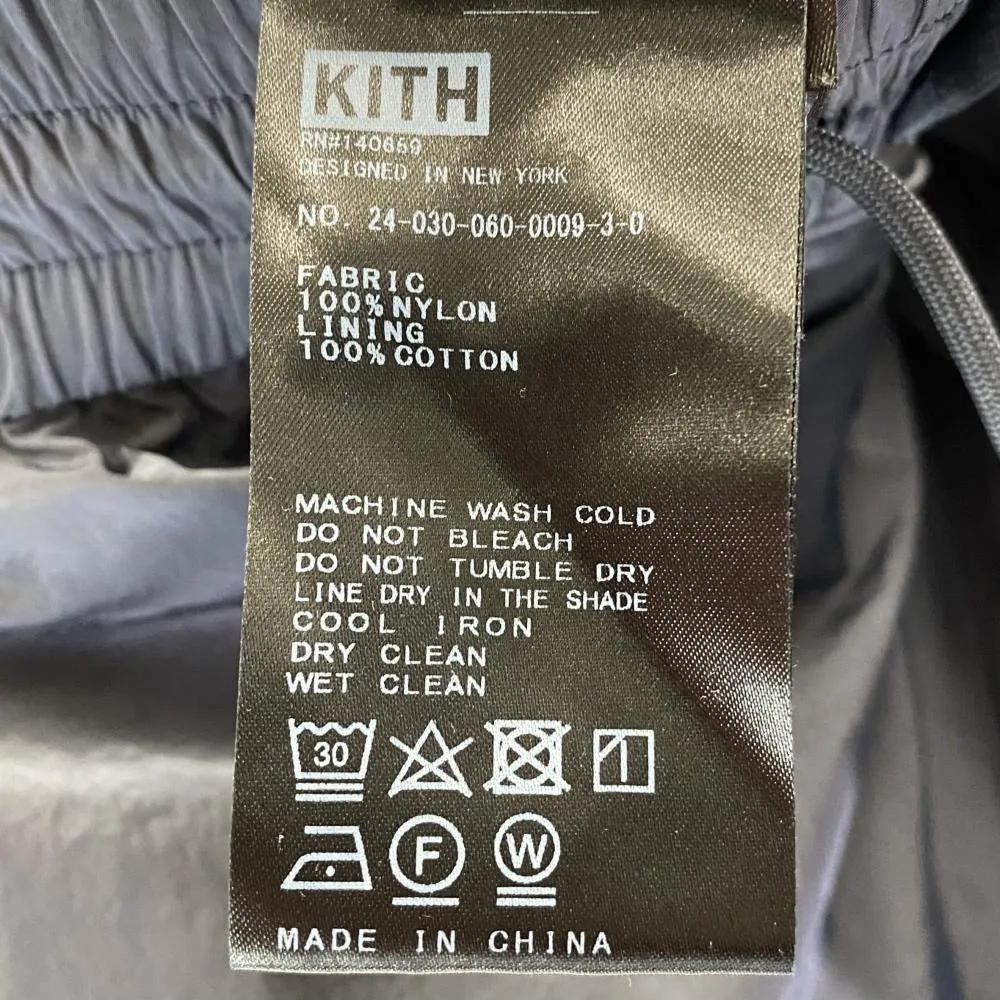 KITH
RN#140659
DESIGNED IN NEW YORK
NO. 24-030-060-0009-3-0
FABRIC
100% NYLON
LINING
100% COTTON
MACHINE WASH COLD
DO NOT BLEACH
DO NOT TUMBLE DRY
LINE DRY IN THE SHADE
COOL IRON
DRY CLEAN
WET CLEAN
30
F W
MADE IN CHINA